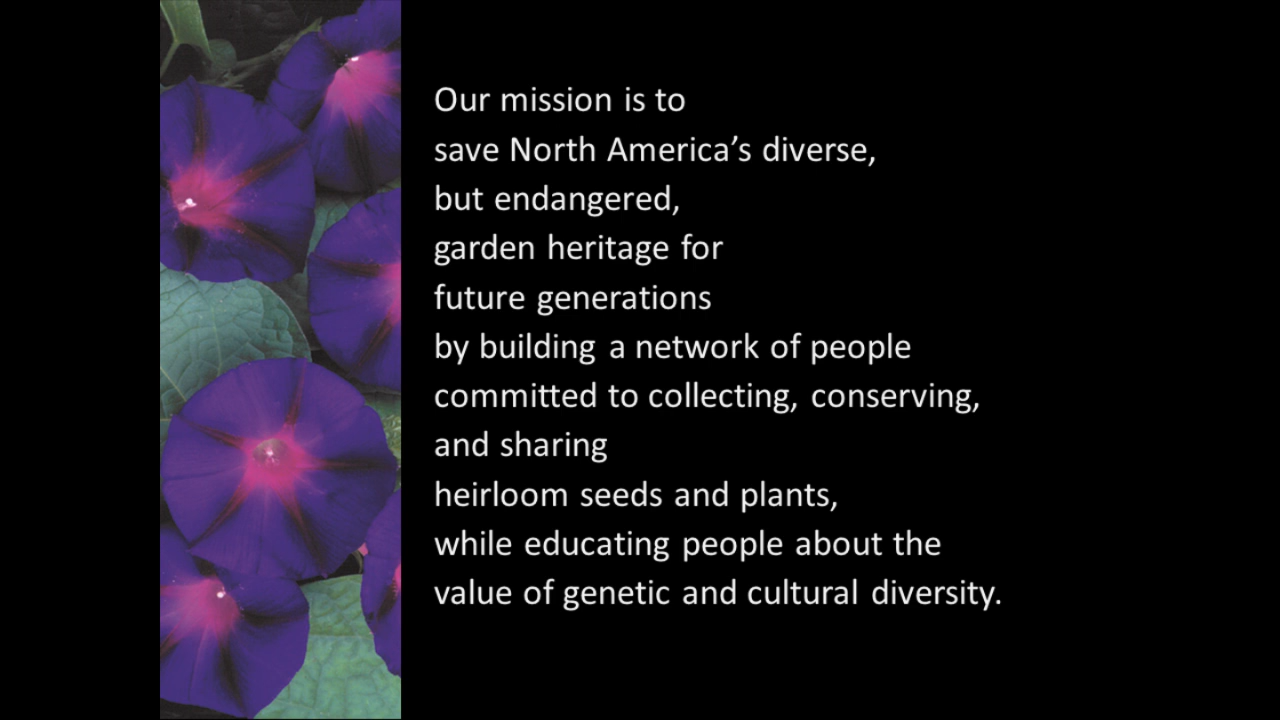 Our mission is to
save North America’s diverse,
but endangered,
garden heritage for
future generations
by building a network of people
committed to collecting, conserving,
and sharing
heirloom seeds and plants,
while educating people about the
value of genetic and cultural diversity.